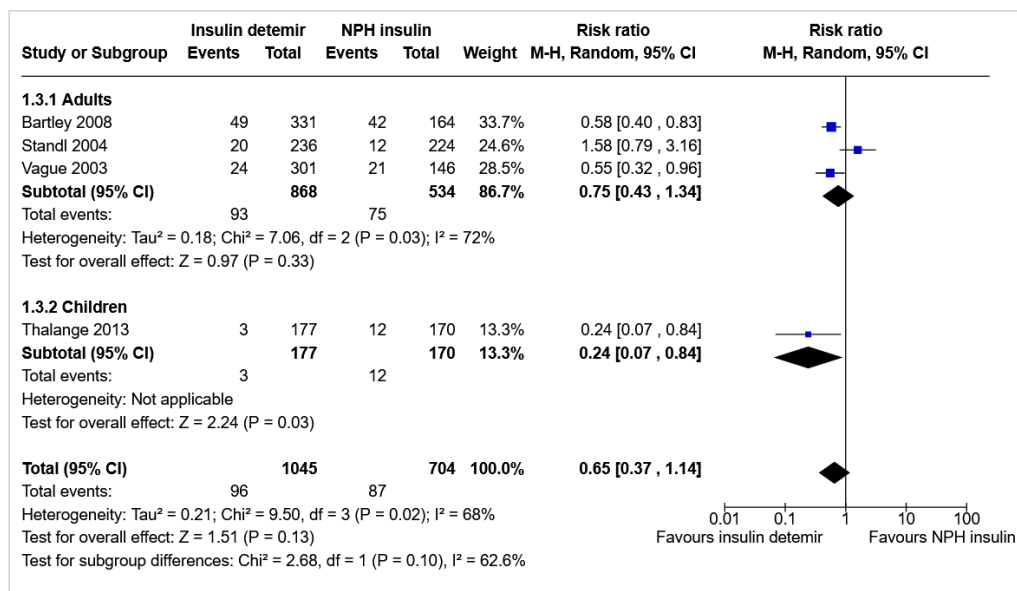 Insulin detemir NPH insulin Risk ratio Risk ratio
Study or Subgroup Events Total Events Total Weight M-H, Random, 95% CI M-H, Random, 95% CI
1.3.1 Adults
Bartley 2008 49 331 42 164 33.7% 0.58 [0.40 , 0.83]
Standl 2004 20 236 12 224 24.6% 1.58 [0.79 , 3.16]
Vague 2003 24 301 21 146 28.5% 0.55 [0.32 , 0.96]
Subtotal (95% CI) 868 534 86.7% 0.75 [0.43 , 1.34]
Total events: 93 75
Heterogeneity: Tau² = 0.18; Chi² = 7.06, df = 2 (P = 0.03); I² = 72%
Test for overall effect: Z = 0.97 (P = 0.33)
1.3.2 Children
Thalange 2013 3 177 12 170 13.3% 0.24 [0.07 , 0.84]
Subtotal (95% CI) 177 170 13.3% 0.24 [0.07 , 0.84]
Total events: 3 12
Heterogeneity: Not applicable
Test for overall effect: Z = 2.24 (P = 0.03)
Total (95% CI) 1045 704 100.0% 0.65 [0.37 , 1.14]
Total events: 96 87
Heterogeneity: Tau² = 0.21; Chi² = 9.50, df = 3 (P = 0.02); I² = 68%
Test for overall effect: Z = 1.51 (P = 0.13)
Test for subgroup differences: Chi² = 2.68, df = 1 (P = 0.10), I² = 62.6%
0.01 0.1 1 10 100
Favours insulin detemir Favours NPH insulin